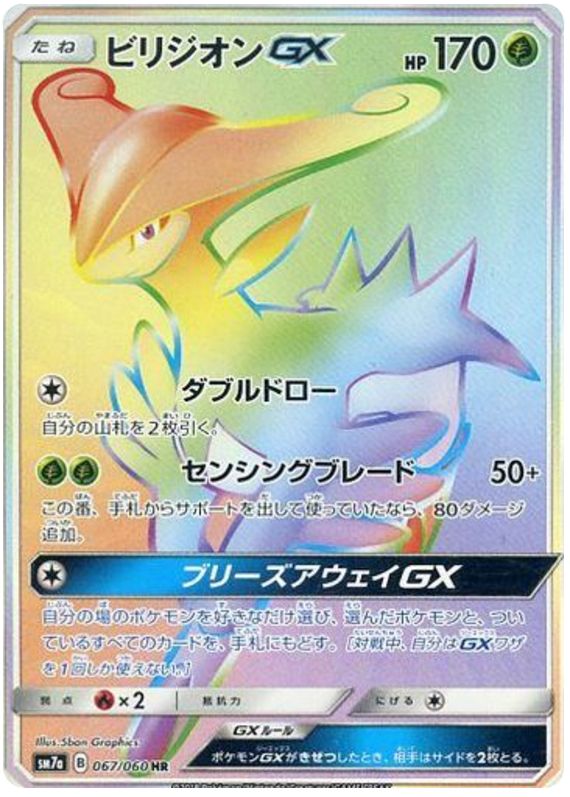 たね ビリジオンGX HP 170
ダブルドロー
自分の山札を2枚引く。
センシングブレード 50+
この番、手札からサポートを出して使っていたなら、80ダメージ
追加。
ブリーズアウェイGX
自分の場のポケモンを好きなだけ選び、選んだポケモンと、つい
ているすべてのカードを、手札にもどす。[対戦中、自分はGXワザ
を1回しか使えない。]
弱点 ×2 抵抗力 にげる
GXルール
Illus.5ban Graphics
ポケモンGXがきぜつしたとき、相手はサイドを2枚とる。
SM7a B 067/060 HR